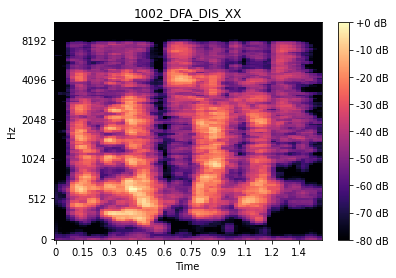 1002_DFA_DIS_XX
Hz
8192
4096
2048
1024
512
0
0 0.15 0.3 0.45 0.6 0.75 0.9 1.1 1.2 1.4
Time
+0 dB
-10 dB
-20 dB
-30 dB
-40 dB
-50 dB
-60 dB
-70 dB
-80 dB